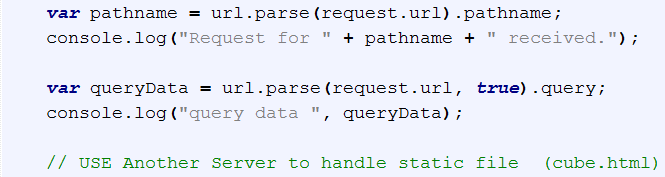 var pathname = url.parse(request.url).pathname;
console.log("Request for " + pathname + " received.");
var queryData = url.parse(request.url, true).query;
console.log("query data ", queryData);
// USE Another Server to handle static file  (cube.html)